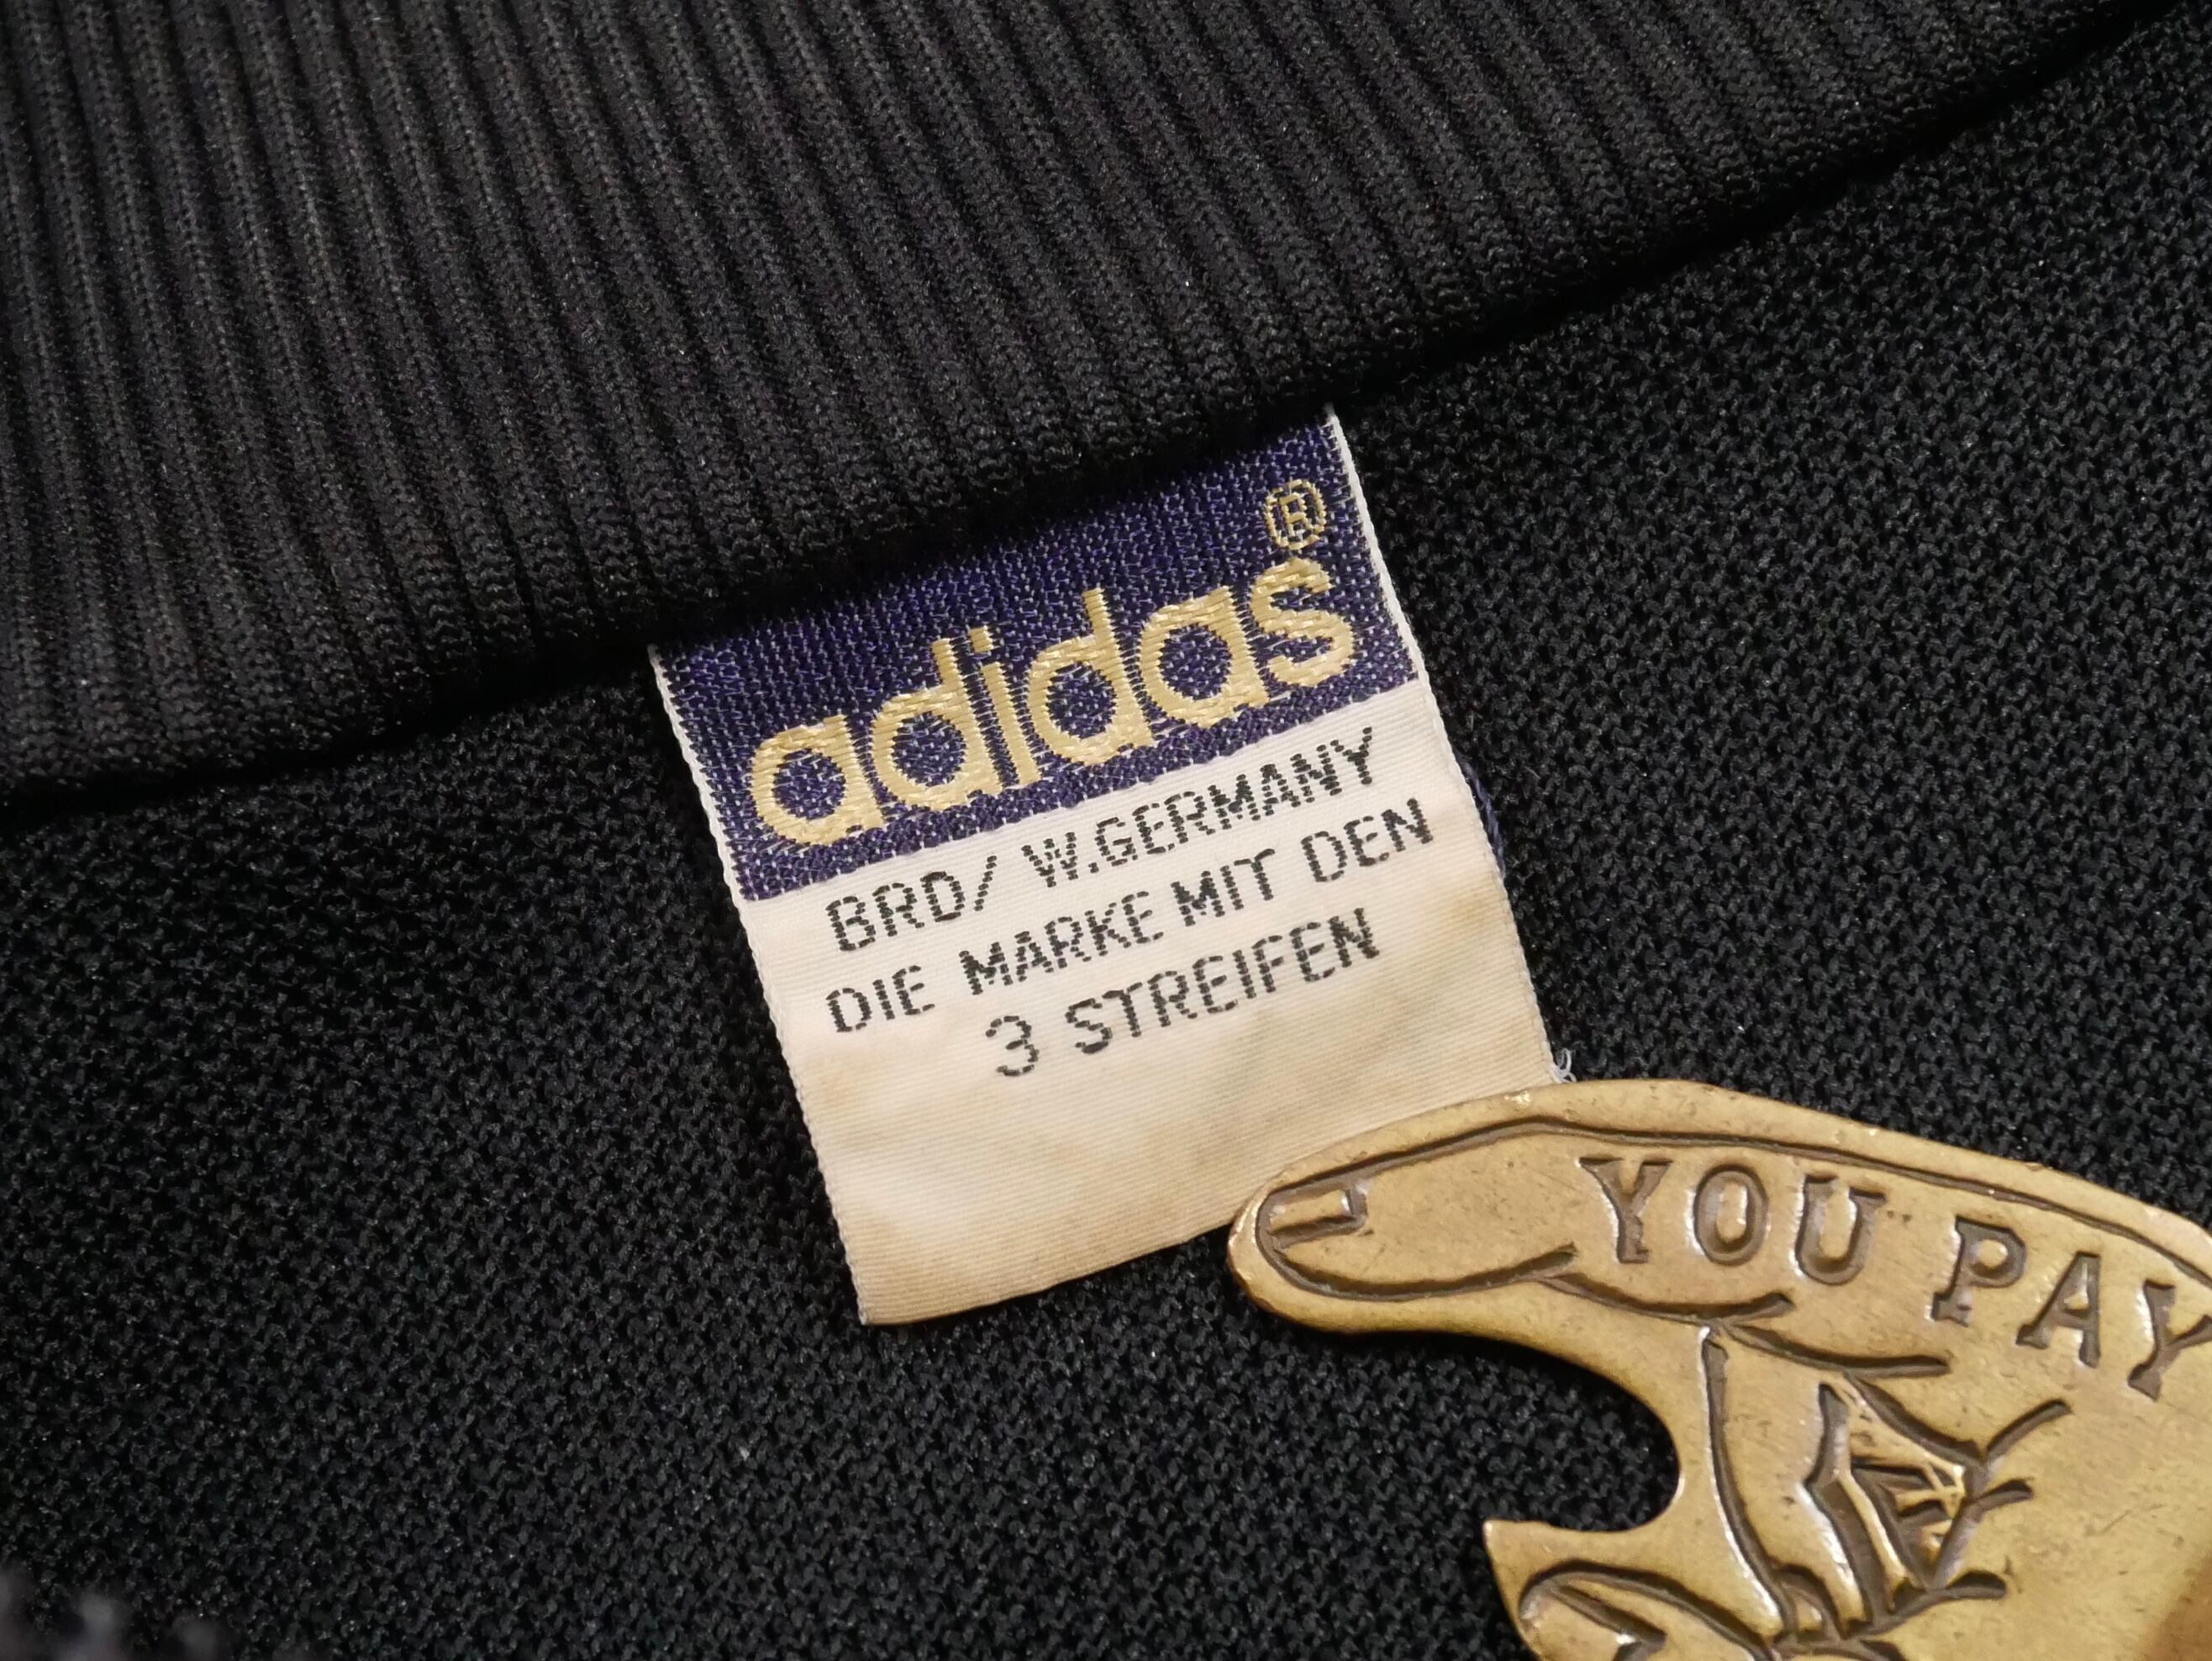 adidas®
BRD/ W.GERMANY
DIE MARKE MIT DEN
3 STREIFEN
YOU PAY